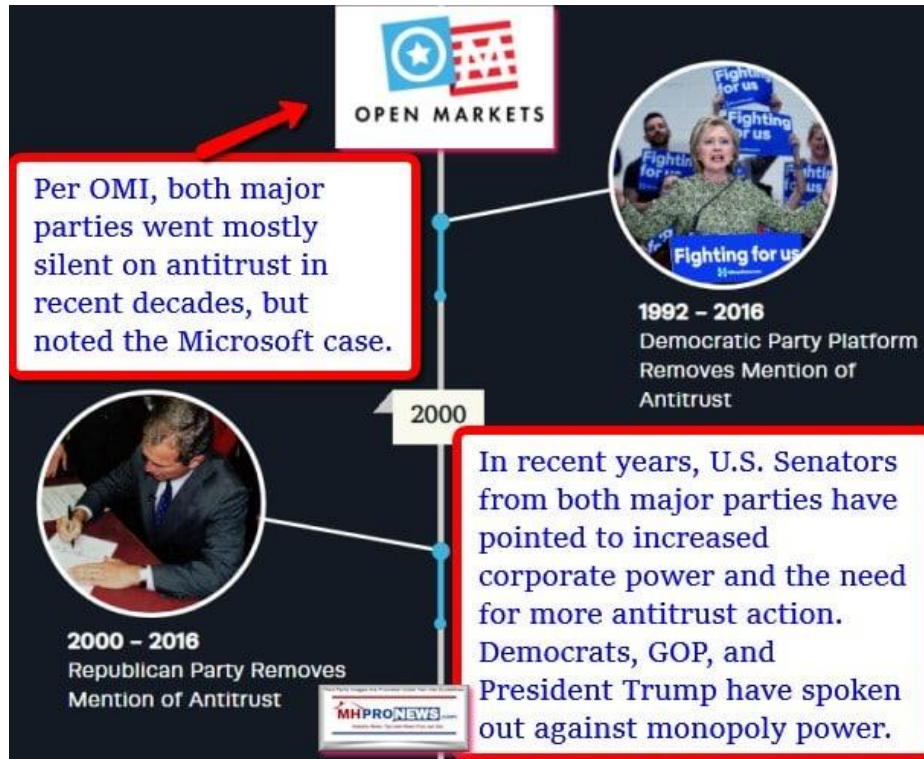 OPEN MARKETS
Per OMI, both major
parties went mostly
silent on antitrust in
recent decades, but
noted the Microsoft case.
Fighting
for us
Fighting
for us
Fighting
for us
Fighting for us
1992 – 2016
Democratic Party Platform
Removes Mention of
Antitrust
2000
In recent years, U.S. Senators
from both major parties have
pointed to increased
corporate power and the need
for more antitrust action.
Democrats, GOP, and
President Trump have spoken
out against monopoly power.
2000 – 2016
Republican Party Removes
Mention of Antitrust
MHPRONEWS.com